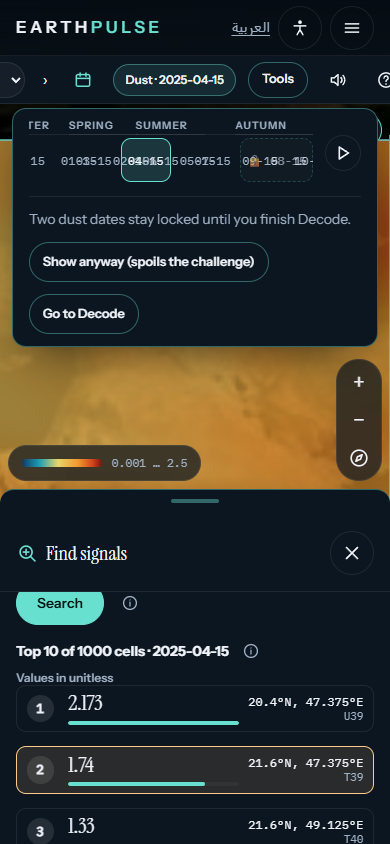 EARTHPULSE العربية
Dust · 2025-04-15 Tools
TER SPRING SUMMER AUTUMN
15
Two dust dates stay locked until you finish Decode.
Show anyway (spoils the challenge)
Go to Decode
+
−
0.001 … 2.5
Find signals
Search
Top 10 of 1000 cells · 2025-04-15
Values in unitless
1 2.173 20.4°N, 47.375°E
U39
2 1.74 21.6°N, 47.375°E
T39
3 1.33 21.6°N, 49.125°E
T40